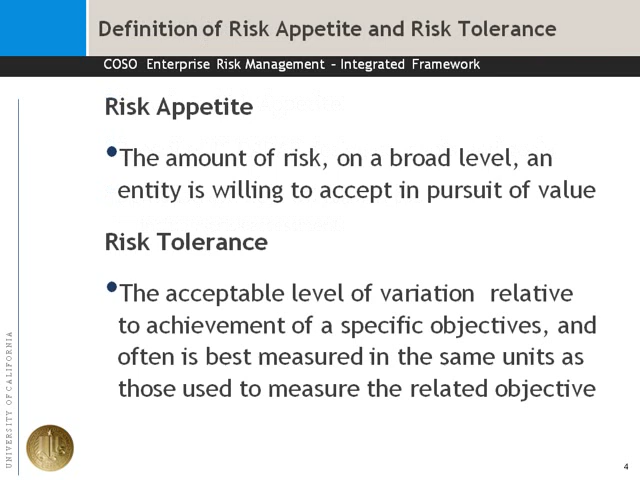 Definition of Risk Appetite and Risk Tolerance
COSO Enterprise Risk Management – Integrated Framework
Risk Appetite
•The amount of risk, on a broad level, an
entity is willing to accept in pursuit of value
Risk Tolerance
•The acceptable level of variation relative
to achievement of a specific objectives, and
often is best measured in the same units as
those used to measure the related objective
UNIVERSITY OF CALIFORNIA
4